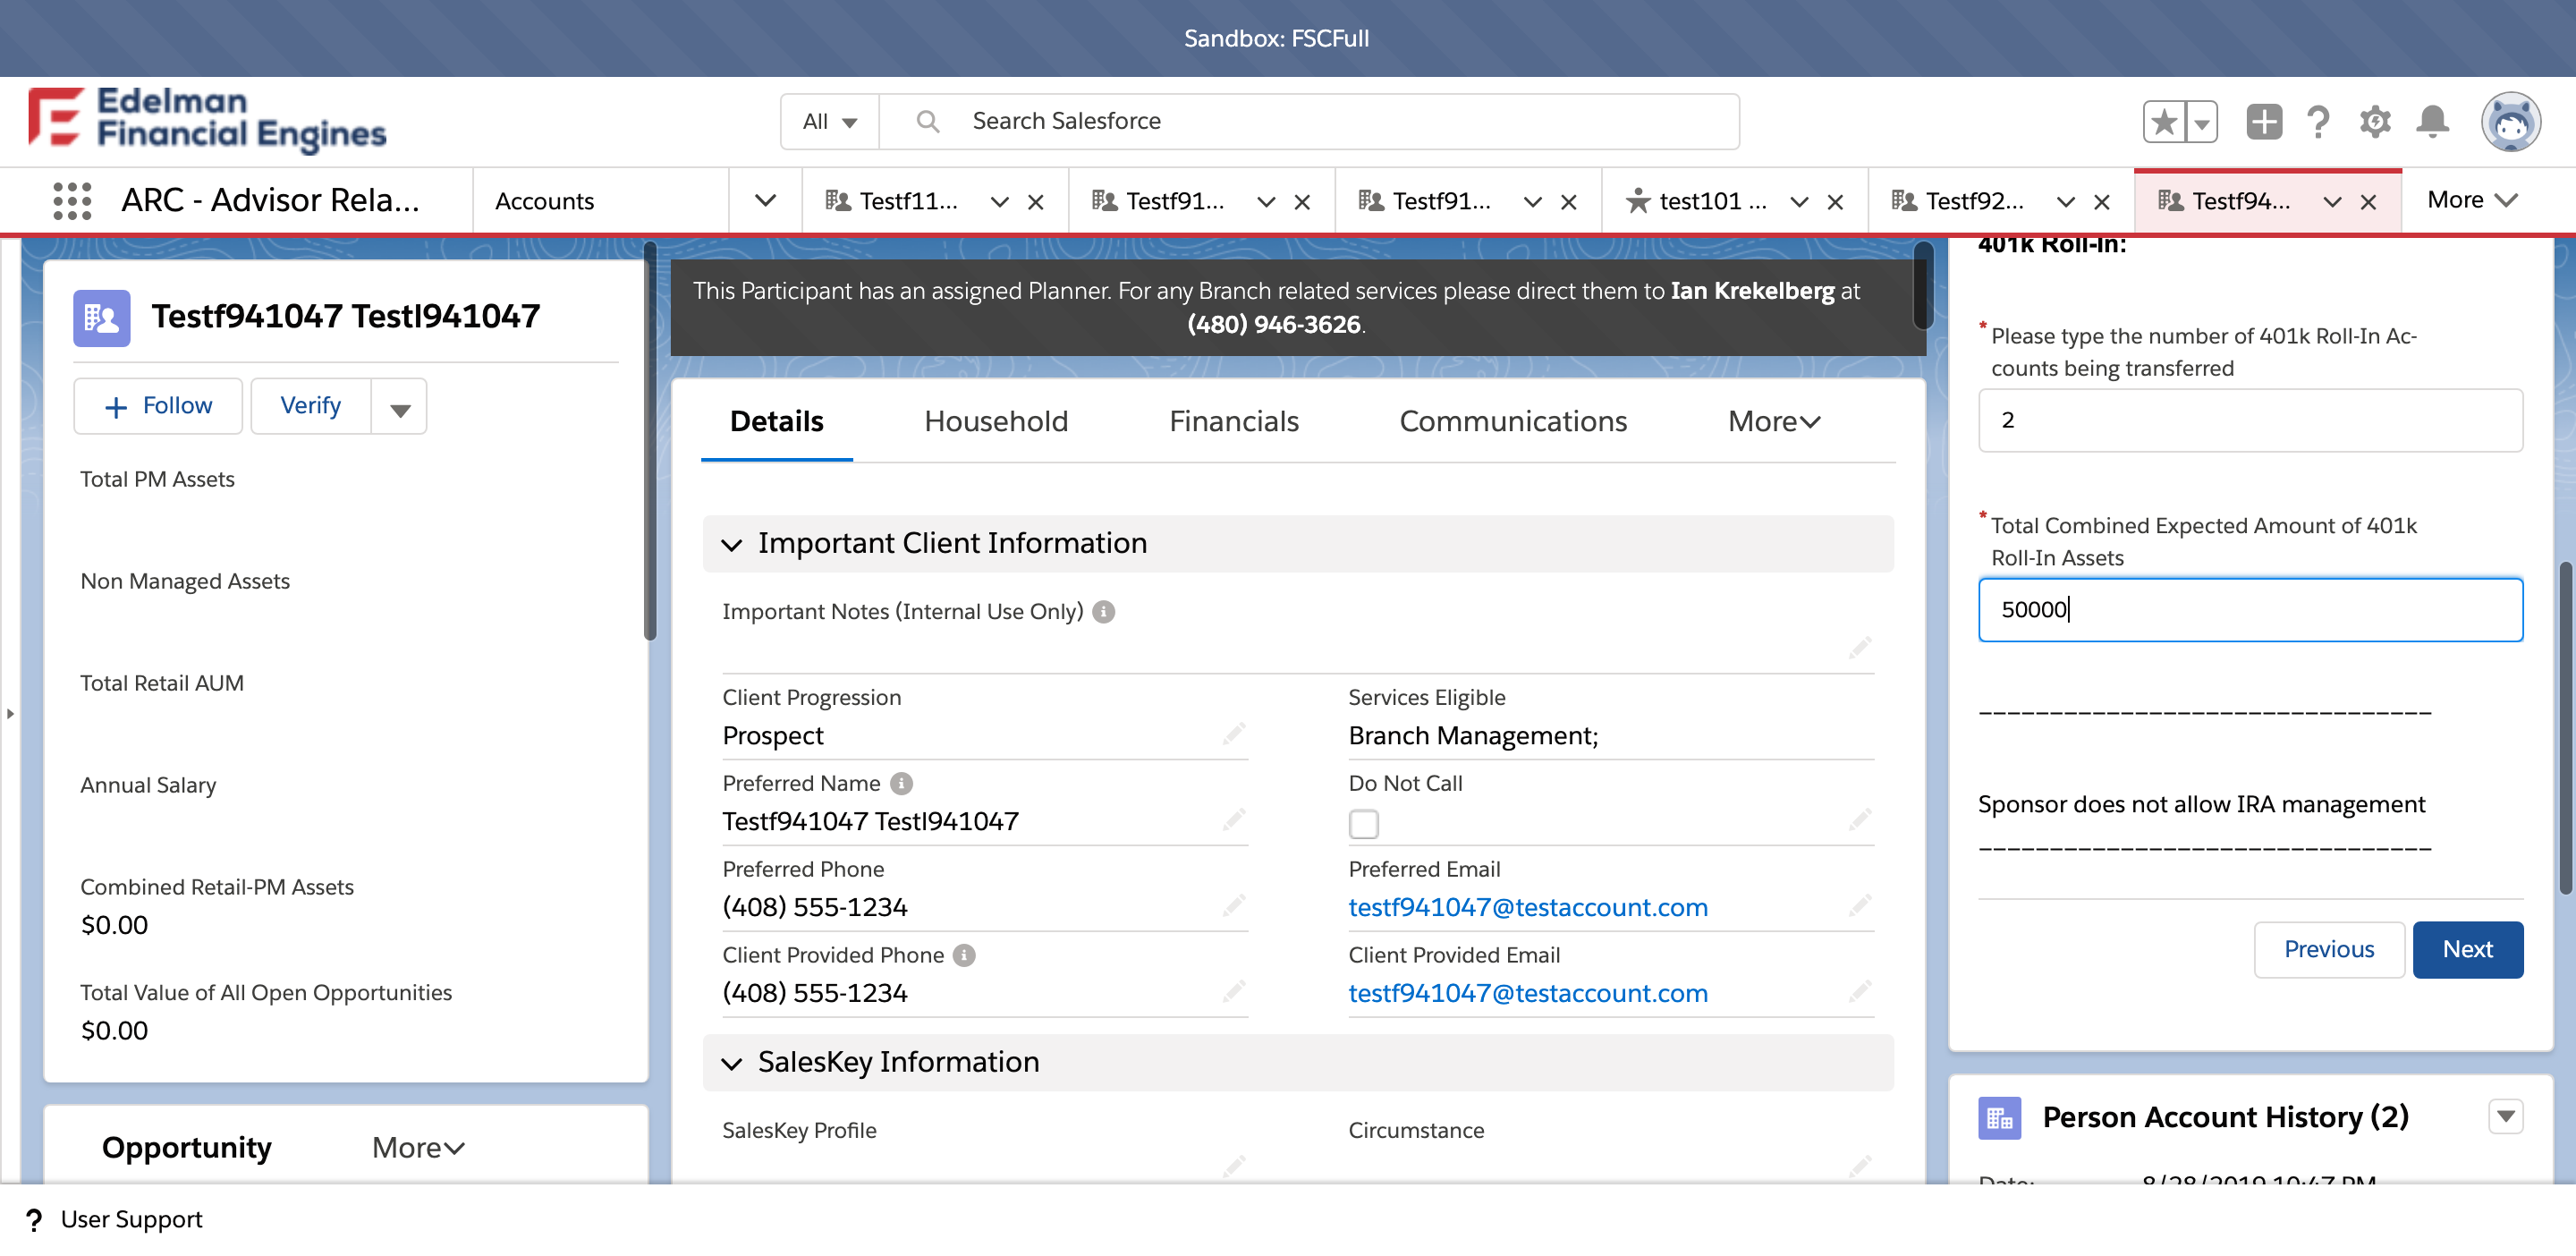 Sandbox: FSCFull
Edelman
Financial Engines
All
Search Salesforce
ARC - Advisor Rela...
Accounts
Testf11...
Testf91...
Testf91...
test101 ...
Testf92...
Testf94...
More
Testf941047 Testl941047
Follow
Verify
Total PM Assets
Non Managed Assets
Total Retail AUM
Annual Salary
Combined Retail-PM Assets
$0.00
Total Value of All Open Opportunities
$0.00
Opportunity
More
This Participant has an assigned Planner. For any Branch related services please direct them to Ian Krekelberg at
(480) 946-3626.
Details
Household
Financials
Communications
More
Important Client Information
Important Notes (Internal Use Only)
Client Progression
Prospect
Services Eligible
Branch Management;
Preferred Name
Testf941047 Testl941047
Do Not Call
Preferred Phone
(408) 555-1234
Preferred Email
testf941047@testaccount.com
Client Provided Phone
(408) 555-1234
Client Provided Email
testf941047@testaccount.com
SalesKey Information
SalesKey Profile
Circumstance
401k Roll-In:
* Please type the number of 401k Roll-In Ac-
counts being transferred
2
* Total Combined Expected Amount of 401k
Roll-In Assets
50000
________________________________
Sponsor does not allow IRA management
________________________________
Previous
Next
Person Account History (2)
Date:
8/28/2019 10:47 PM
? User Support